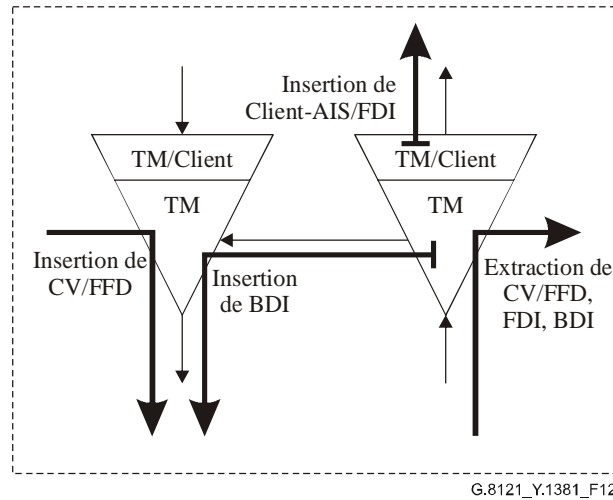 Insertion de
Client-AIS/FDI
TM/Client
TM/Client
TM
TM
Insertion de
CV/FFD
Insertion
de BDI
Extraction de
CV/FFD,
FDI, BDI
G.8121_Y.1381_F12